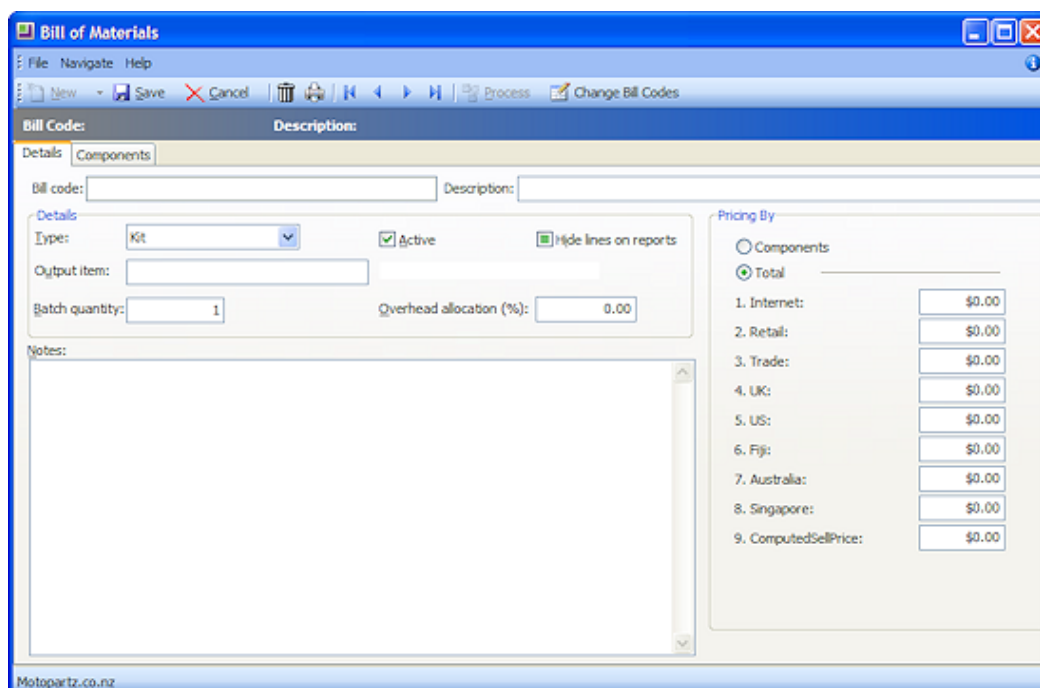 Bill of Materials
File Navigate Help
New Save Cancel Process Change Bill Codes
Bill Code: Description:
Details Components
Bill code: Description:
Details Pricing By
Type: Kit Active Hide lines on reports
Components
Output item: Total
Batch quantity: 1 Overhead allocation (%): 0.00
1. Internet: $0.00
2. Retail: $0.00
Notes:
3. Trade: $0.00
4. UK: $0.00
5. US: $0.00
6. Fiji: $0.00
7. Australia: $0.00
8. Singapore: $0.00
9. ComputedSellPrice: $0.00
Motopartz.co.nz